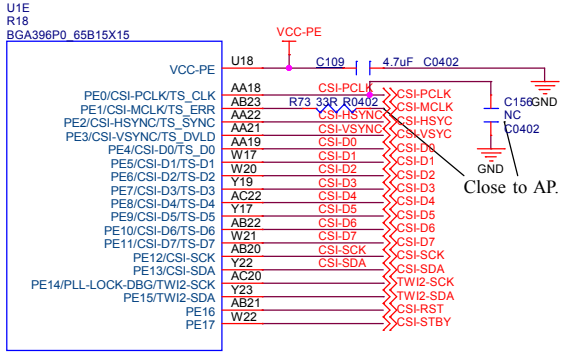 U1E
R18
BGA396P0_65B15X15
VCC-PE
VCC-PE U18 C109 4.7uF C0402
PE0/CSI-PCLK/TS_CLK AA18 CSI-PCLK CSI-PCLK
PE1/CSI-MCLK/TS_ERR AB23 R73 33R R0402 CSI-MCLK
PE2/CSI-HSYNC/TS_SYNC AA22 CSI-HSYNC CSI-HSYC
PE3/CSI-VSYNC/TS_DVLD AA21 CSI-VSYNC CSI-VSYC
PE4/CSI-D0/TS_D0 AA19 CSI-D0 CSI-D0
PE5/CSI-D1/TS-D1 W17 CSI-D1 CSI-D1
PE6/CSI-D2/TS-D2 W20 CSI-D2 CSI-D2
PE7/CSI-D3/TS-D3 Y19 CSI-D3 CSI-D3
PE8/CSI-D4/TS-D4 AC22 CSI-D4 CSI-D4
PE9/CSI-D5/TS-D5 Y17 CSI-D5 CSI-D5
PE10/CSI-D6/TS-D6 AB22 CSI-D6 CSI-D6
PE11/CSI-D7/TS-D7 W21 CSI-D7 CSI-D7
PE12/CSI-SCK AB20 CSI-SCK CSI-SCK
PE13/CSI-SDA Y22 CSI-SDA CSI-SDA
PE14/PLL-LOCK-DBG/TWI2-SCK AC20 TWI2-SCK
PE15/TWI2-SDA Y23 TWI2-SDA
PE16 AB21 CSI-RST
PE17 W22 CSI-STBY
C156
NC
C0402
GND
GND
Close to AP.